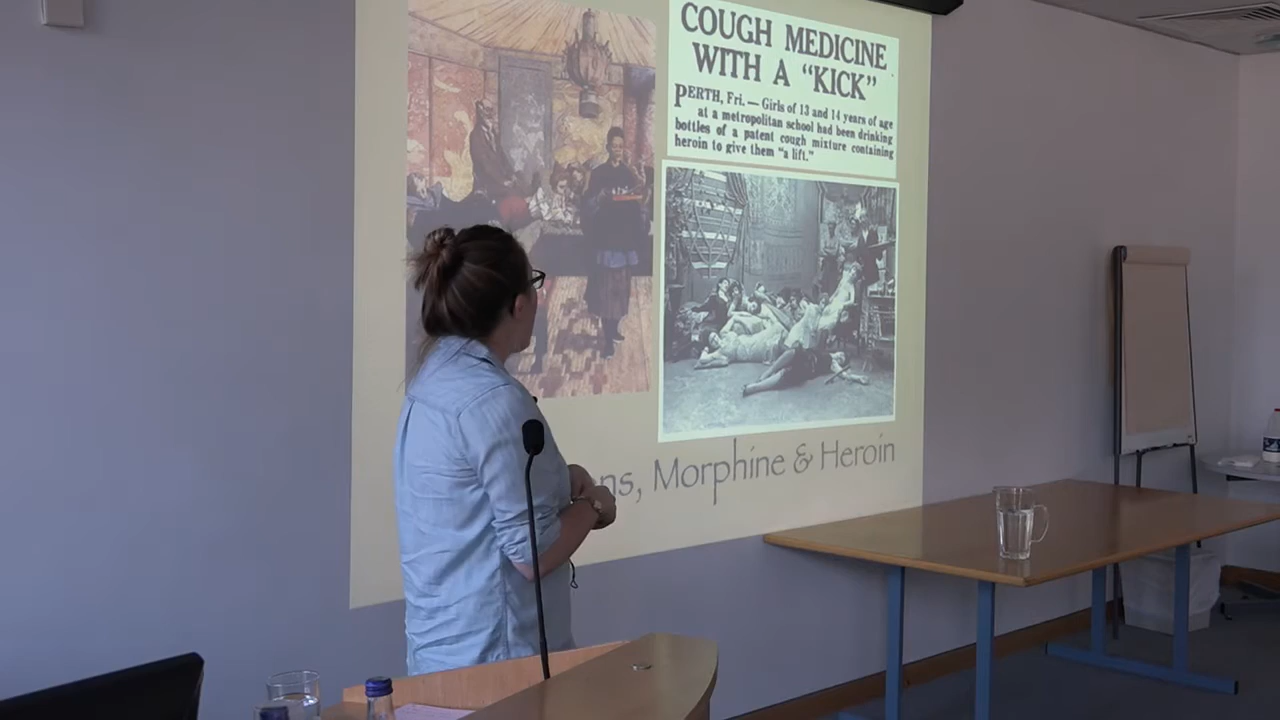 COUGH MEDICINE
WITH A “KICK”
PERTH, Fri. — Girls of 13 and 14 years of age
at a metropolitan school had been drinking
bottles of a patent cough mixture containing
heroin to give them “a lift.”
ns, Morphine & Heroin